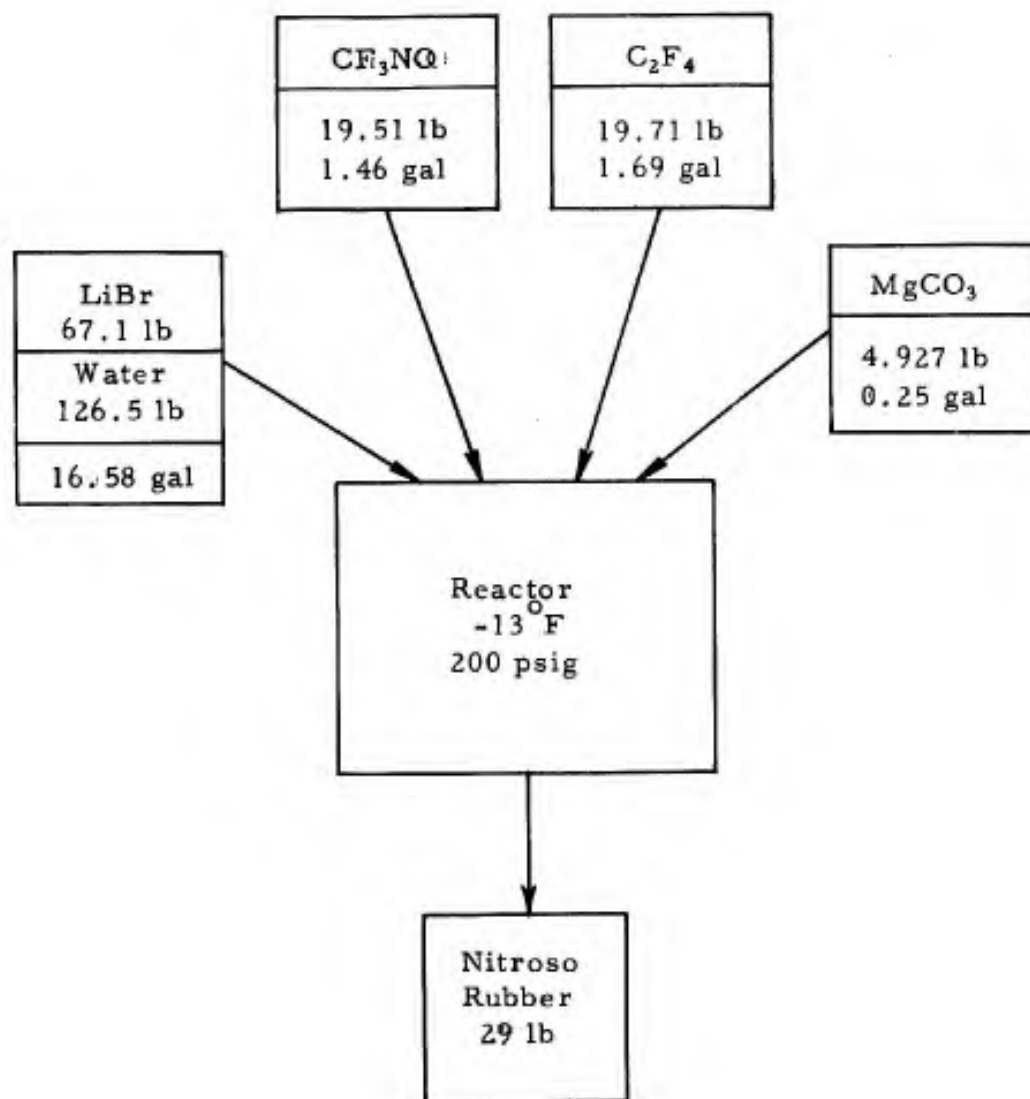 CF₃NO
19.51 lb
1.46 gal
C₂F₄
19.71 lb
1.69 gal
LiBr
67.1 lb
Water
126.5 lb
16.58 gal
MgCO₃
4.927 lb
0.25 gal
Reactor
-13°F
200 psig
Nitroso
Rubber
29 lb